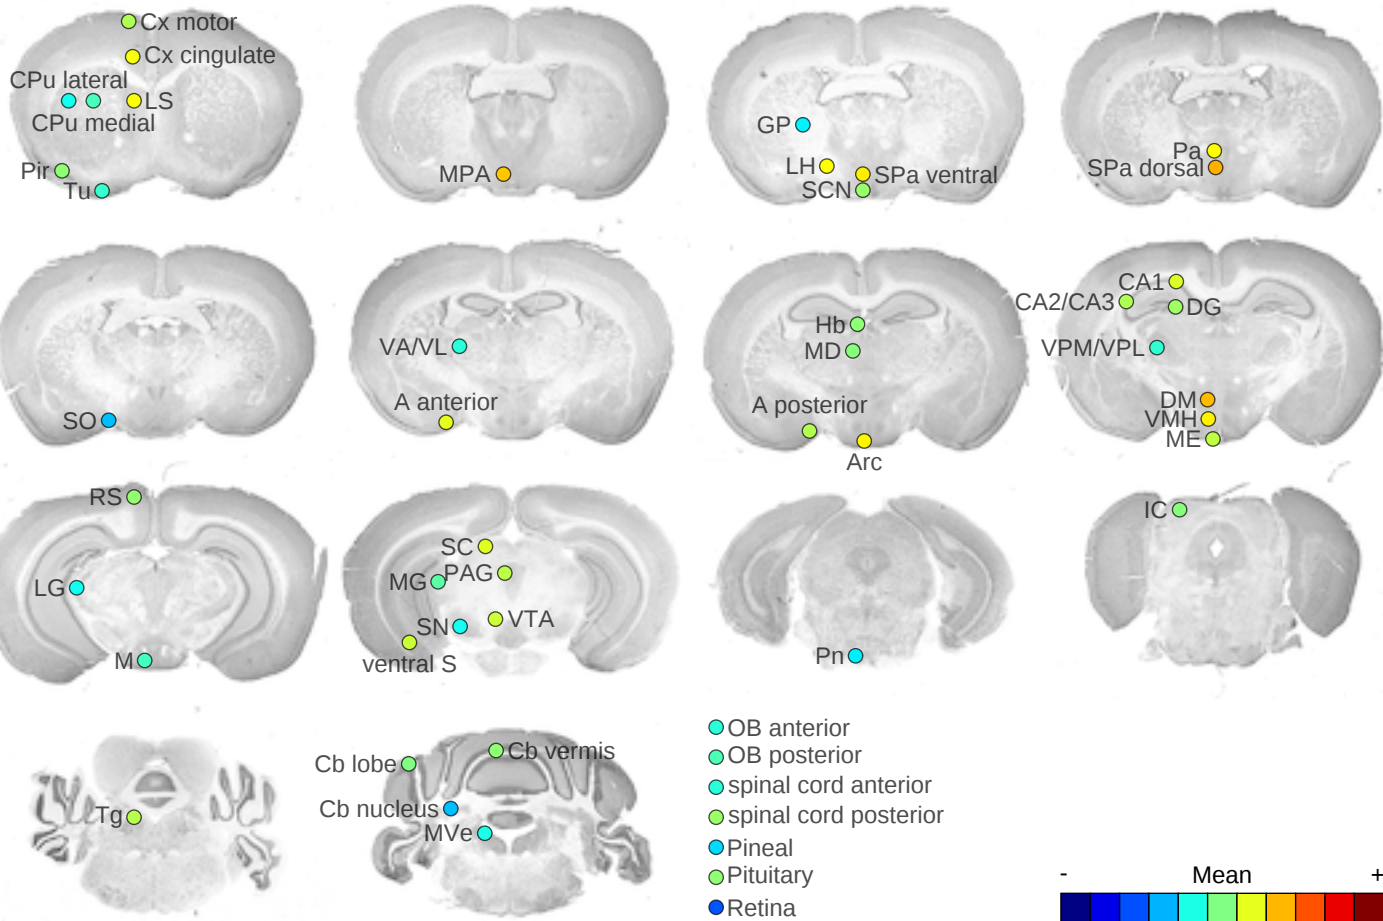 Cx motor
Cx cingulate
CPu lateral
LS
CPu medial
Pir
Tu
MPA
GP
LH
SPa ventral
SCN
Pa
SPa dorsal
SO
VA/VL
A anterior
Hb
MD
A posterior
Arc
CA1
CA2/CA3
DG
VPM/VPL
DM
VMH
ME
RS
LG
M
SC
PAG
MG
VTA
SN
ventral S
Pn
IC
Tg
Cb vermis
Cb lobe
Cb nucleus
MVe
OB anterior
OB posterior
spinal cord anterior
spinal cord posterior
Pineal
Pituitary
Retina
- Mean +